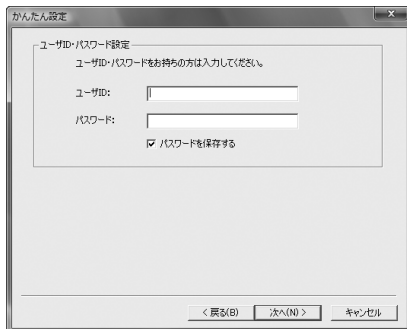 かんたん設定
ユーザID・パスワード設定
ユーザID・パスワードをお持ちの方は入力してください。
ユーザID:
パスワード:
パスワードを保存する
< 戻る(B) 次へ(N) > キャンセル